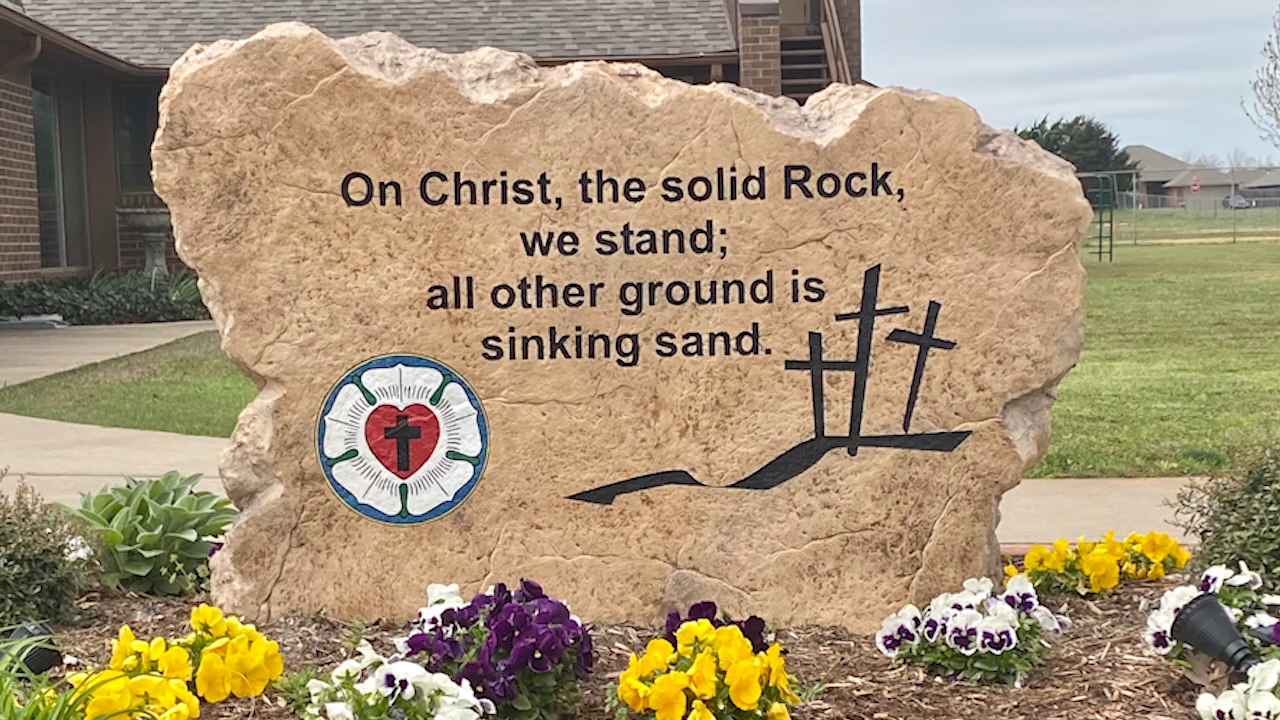 On Christ, the solid Rock,
we stand;
all other ground is
sinking sand.